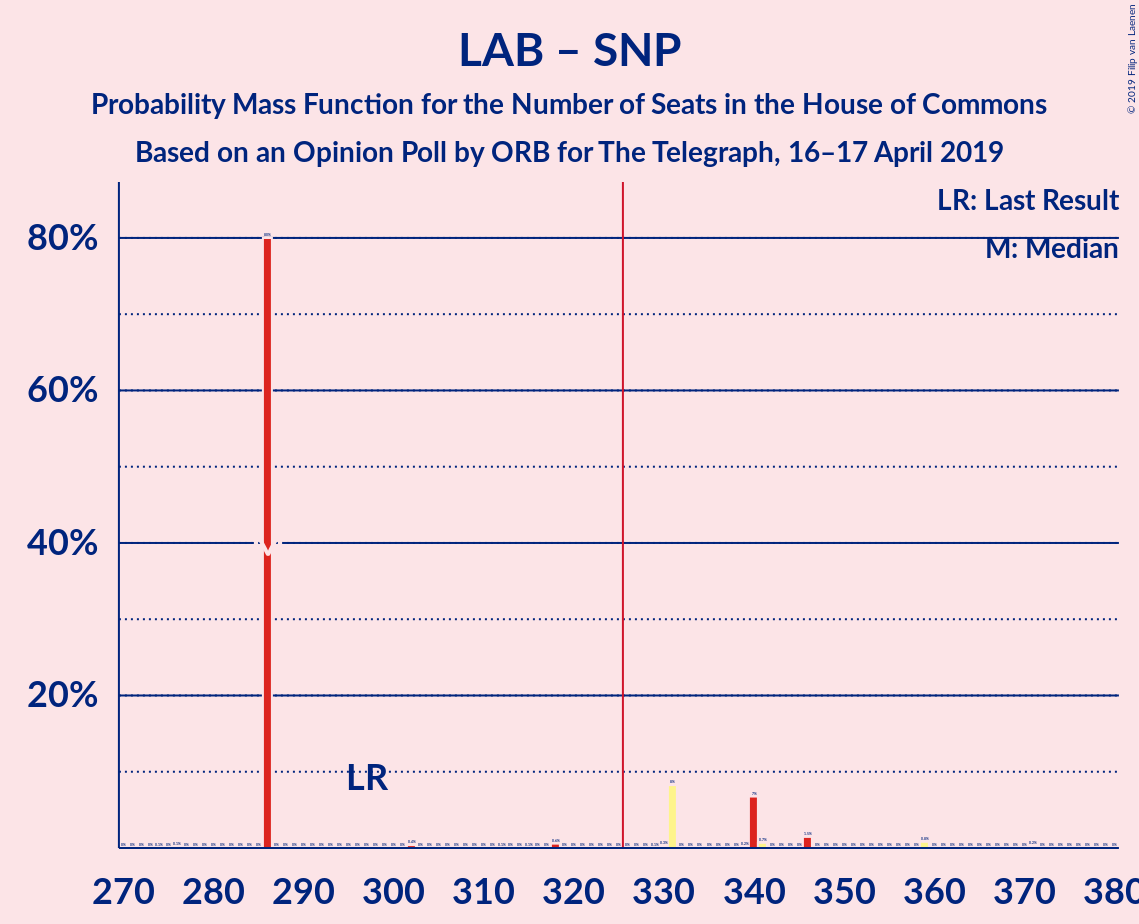 LAB – SNP
Probability Mass Function for the Number of Seats in the House of Commons
Based on an Opinion Poll by ORB for The Telegraph, 16–17 April 2019
© 2019 Filip van Laenen
LR: Last Result
M: Median
80%
60%
40%
20%
M
LR
270 280 290 300 310 320 330 340 350 360 370 380